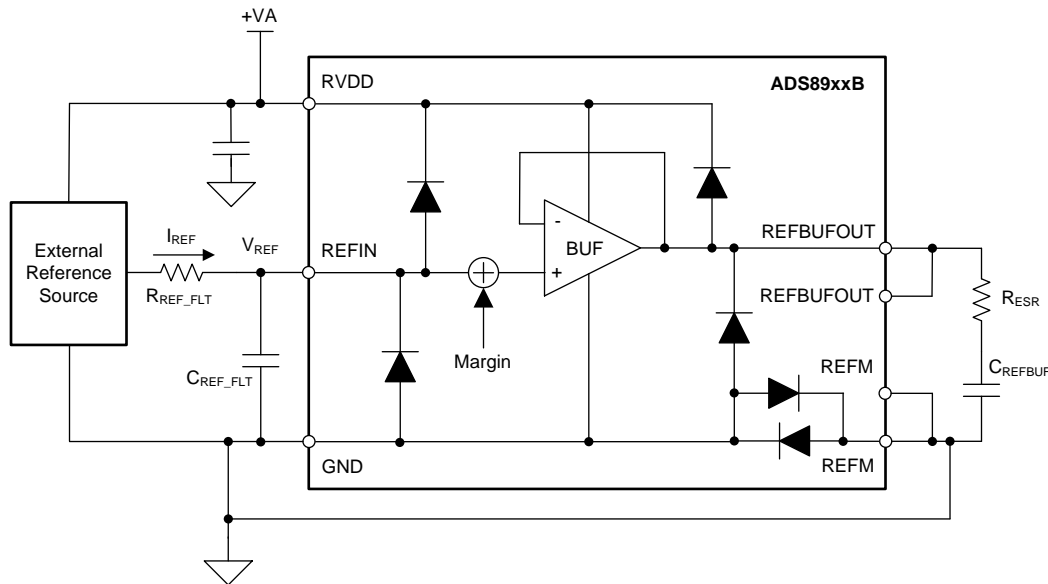 +VA
RVDD
ADS89xxB
External
Reference
Source
IREF
VREF
RREF_FLT
CREF_FLT
REFIN
Margin
-
+
BUF
REFBUFOUT
REFBUFOUT
RESR
REFM
CREFBUF
REFM
GND